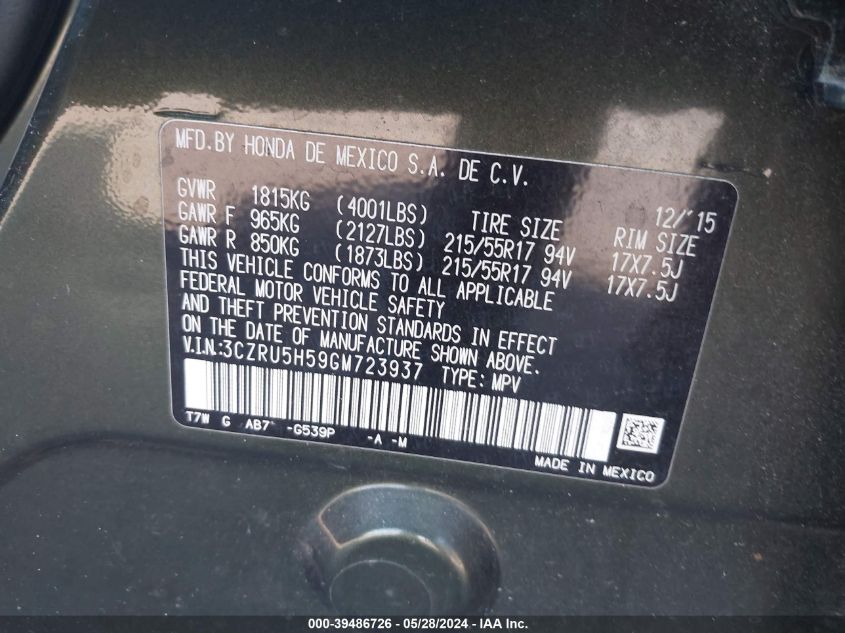 MFD.BY HONDA DE MEXICO S.A. DE C.V.
12/'15
GVWR 1815KG (4001LBS) TIRE SIZE RIM SIZE
GAWR F 965KG (2127LBS) 215/55R17 94V 17X7.5J
GAWR R 850KG (1873LBS) 215/55R17 94V 17X7.5J
THIS VEHICLE CONFORMS TO ALL APPLICABLE
FEDERAL MOTOR VEHICLE SAFETY
AND THEFT PREVENTION STANDARDS IN EFFECT
ON THE DATE OF MANUFACTURE SHOWN ABOVE.
V.I.N.:3CZRU5H59GM723937 TYPE: MPV
T7W G AB7 -G539P -A -M
MADE IN MEXICO
000-39486726 - 05/28/2024 - IAA Inc.